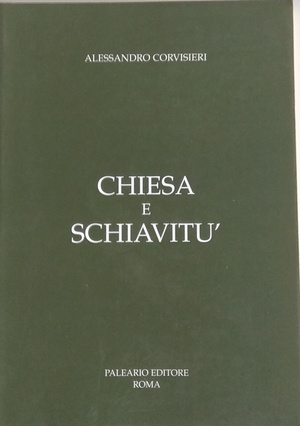 ALESSANDRO CORVISIERI
CHIESA
E
SCHIAVITU'
PALEARIO EDITORE
ROMA